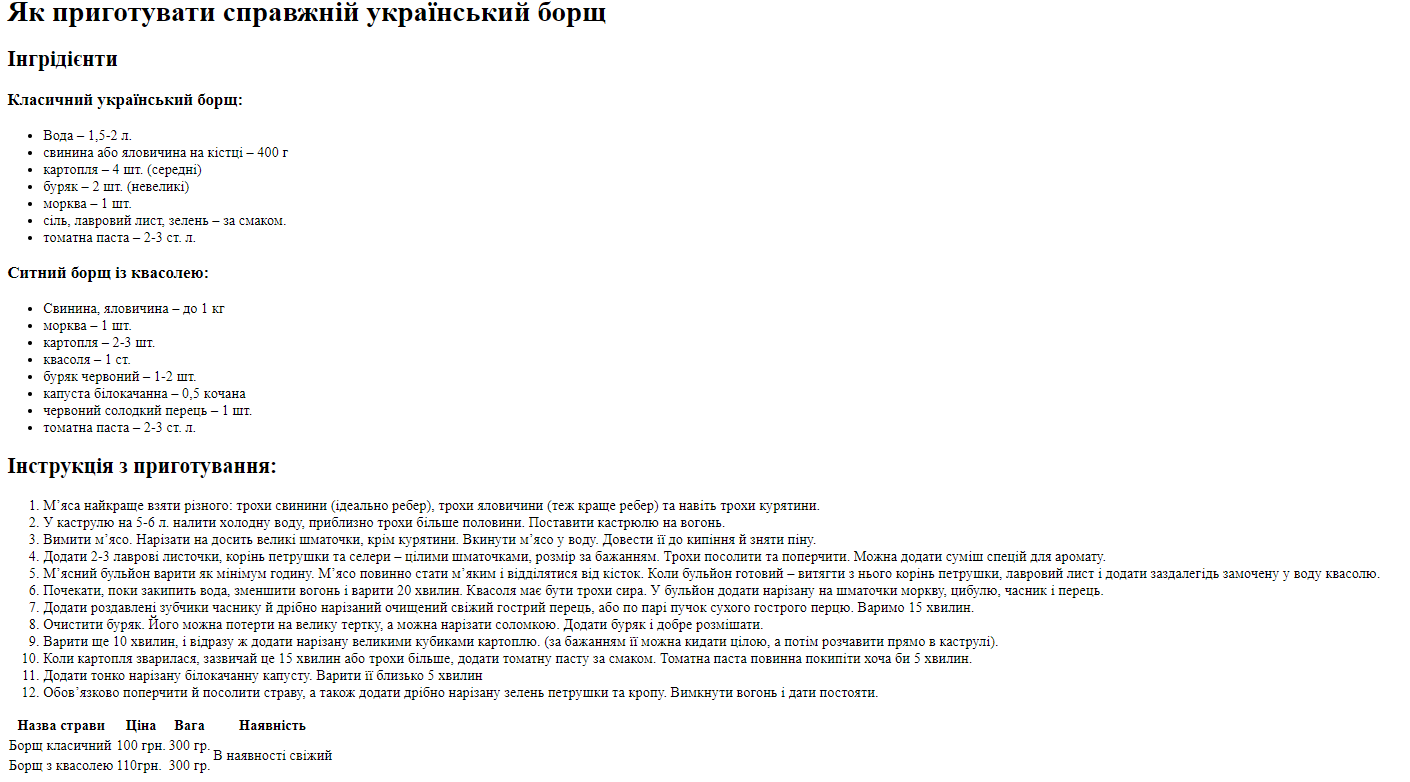 Як приготувати справжній український борщ
Інгрідієнти
Класичний український борщ:
Вода – 1,5-2 л.
свинина або яловичина на кістці – 400 г
картопля – 4 шт. (середні)
буряк – 2 шт. (невеликі)
морква – 1 шт.
сіль, лавровий лист, зелень – за смаком.
томатна паста – 2-3 ст. л.
Ситний борщ із квасолею:
Свинина, яловичина – до 1 кг
морква – 1 шт.
картопля – 2-3 шт.
квасоля – 1 ст.
буряк червоний – 1-2 шт.
капуста білокачанна – 0,5 кочана
червоний солодкий перець – 1 шт.
томатна паста – 2-3 ст. л.
Інструкція з приготування:
1. М’яса найкраще взяти різного: трохи свинини (ідеально ребер), трохи яловичини (теж краще ребер) та навіть трохи курятини.
2. У каструлю на 5-6 л. налити холодну воду, приблизно трохи більше половини. Поставити кастрюлю на вогонь.
3. Вимити м’ясо. Нарізати на досить великі шматочки, крім курятини. Вкинути м’ясо у воду. Довести її до кипіння й зняти піну.
4. Додати 2-3 лаврові листочки, корінь петрушки та селери – цілими шматочками, розмір за бажанням. Трохи посолити та поперчити. Можна додати суміш спецій для аромату.
5. М’ясний бульйон варити як мінімум годину. М’ясо повинно стати м’яким і відділятися від кісток. Коли бульйон готовий – витягти з нього корінь петрушки, лавровий лист і додати заздалегідь замочену у воду квасолю.
6. Почекати, поки закипить вода, зменшити вогонь і варити 20 хвилин. Квасоля має бути трохи сира. У бульйон додати нарізану на шматочки моркву, цибулю, часник і перець.
7. Додати роздавлені зубчики часнику й дрібно нарізаний очищений свіжий гострий перець, або по парі пучок сухого гострого перцю. Варимо 15 хвилин.
8. Очистити буряк. Його можна потерти на велику тертку, а можна нарізати соломкою. Додати буряк і добре розмішати.
9. Варити ще 10 хвилин, і відразу ж додати нарізану великими кубиками картоплю. (за бажанням її можна кидати цілою, а потім розчавити прямо в каструлі).
10. Коли картопля зварилася, зазвичай це 15 хвилин або трохи більше, додати томатну пасту за смаком. Томатна паста повинна покипіти хоча би 5 хвилин.
11. Додати тонко нарізану білокачанну капусту. Варити її близько 5 хвилин
12. Обов’язково поперчити й посолити страву, а також додати дрібно нарізану зелень петрушки та кропу. Вимкнути вогонь і дати постояти.
Назва страви Ціна Вага Наявність
Борщ класичний 100 грн. 300 гр. В наявності свіжий
Борщ з квасолею 110грн. 300 гр.